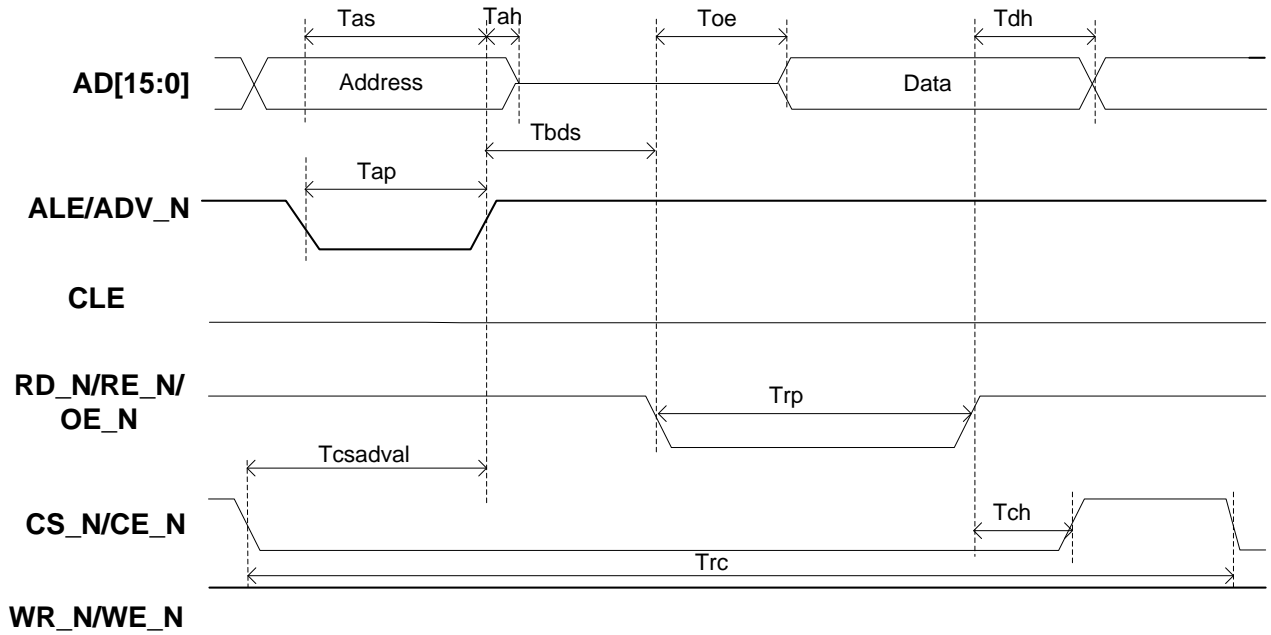 Tas
Tah
Toe
Tdh
AD[15:0]
Address
Data
Tbds
Tap
ALE/ADV_N
CLE
RD_N/RE_N/
OE_N
Trp
Tcsadval
CS_N/CE_N
Tch
Trc
WR_N/WE_N